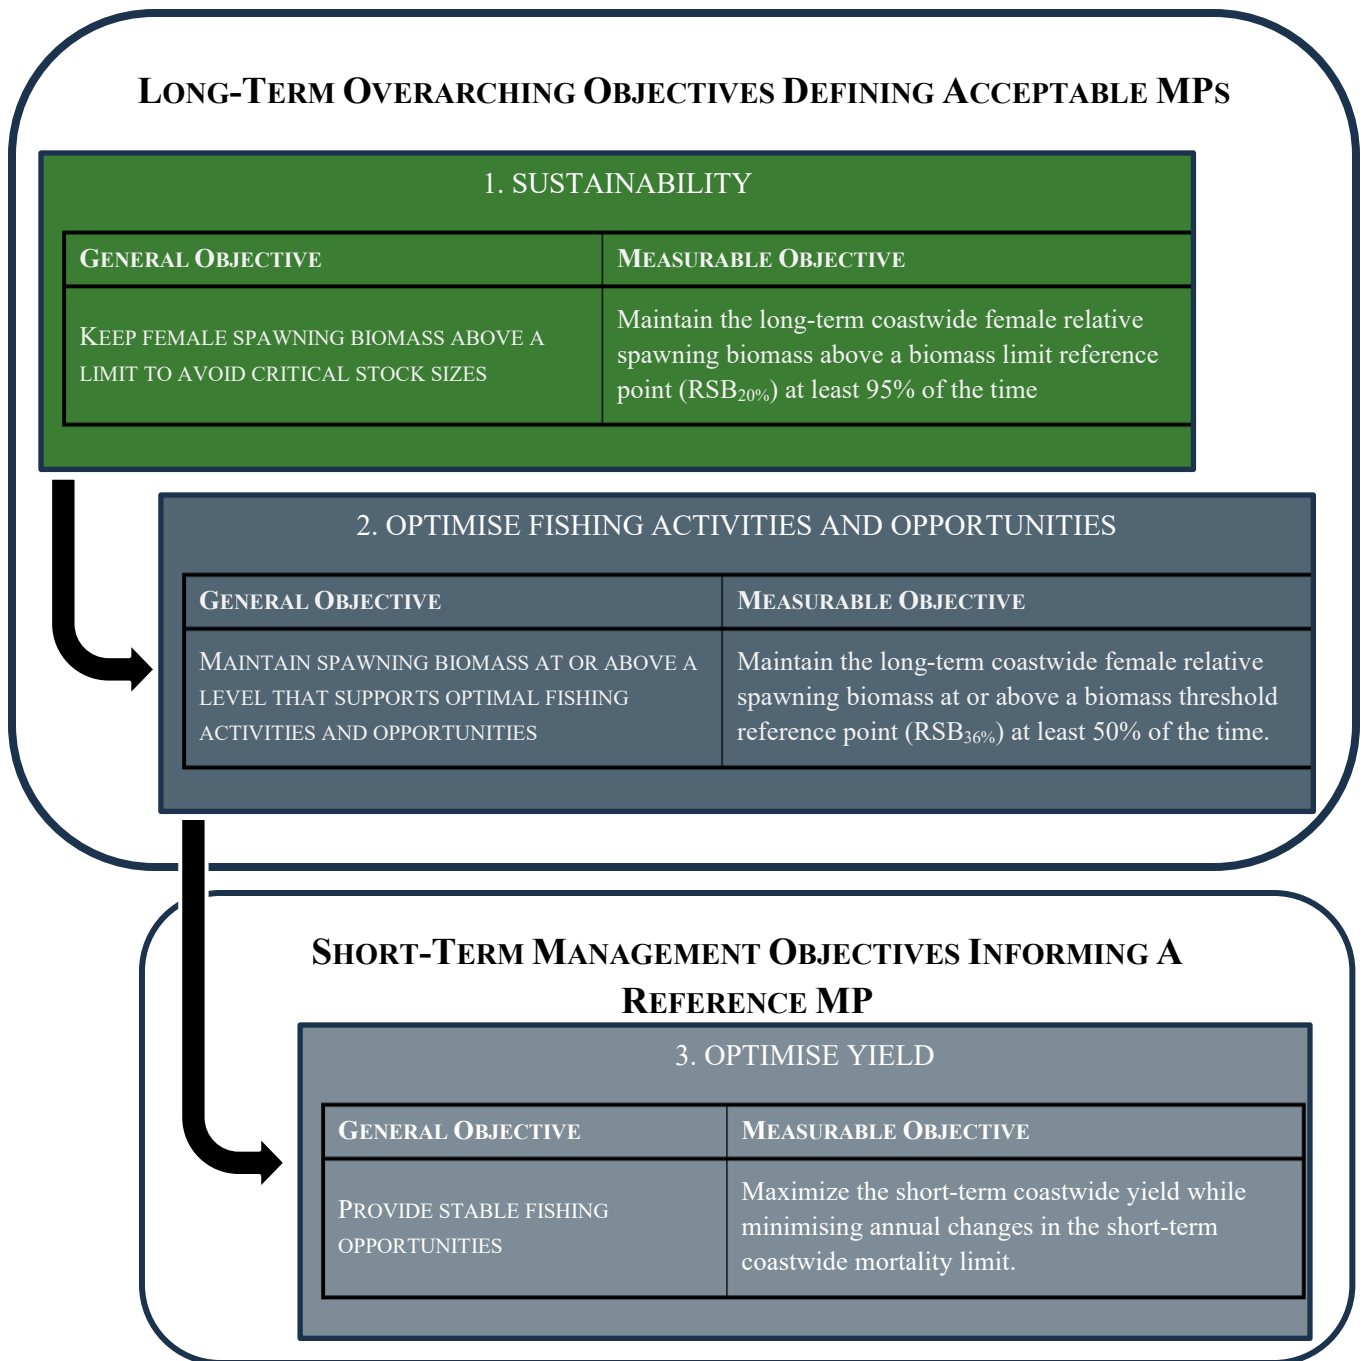 LONG-TERM OVERARCHING OBJECTIVES DEFINING ACCEPTABLE MPS
1. SUSTAINABILITY
GENERAL OBJECTIVE
MEASURABLE OBJECTIVE
KEEP FEMALE SPAWNING BIOMASS ABOVE A
LIMIT TO AVOID CRITICAL STOCK SIZES
Maintain the long-term coastwide female relative
spawning biomass above a biomass limit reference
point (RSB20%) at least 95% of the time
2. OPTIMISE FISHING ACTIVITIES AND OPPORTUNITIES
GENERAL OBJECTIVE
MEASURABLE OBJECTIVE
MAINTAIN SPAWNING BIOMASS AT OR ABOVE A
LEVEL THAT SUPPORTS OPTIMAL FISHING
ACTIVITIES AND OPPORTUNITIES
Maintain the long-term coastwide female relative
spawning biomass at or above a biomass threshold
reference point (RSB36%) at least 50% of the time.
SHORT-TERM MANAGEMENT OBJECTIVES INFORMING A
REFERENCE MP
3. OPTIMISE YIELD
GENERAL OBJECTIVE
MEASURABLE OBJECTIVE
PROVIDE STABLE FISHING
OPPORTUNITIES
Maximize the short-term coastwide yield while
minimising annual changes in the short-term
coastwide mortality limit.